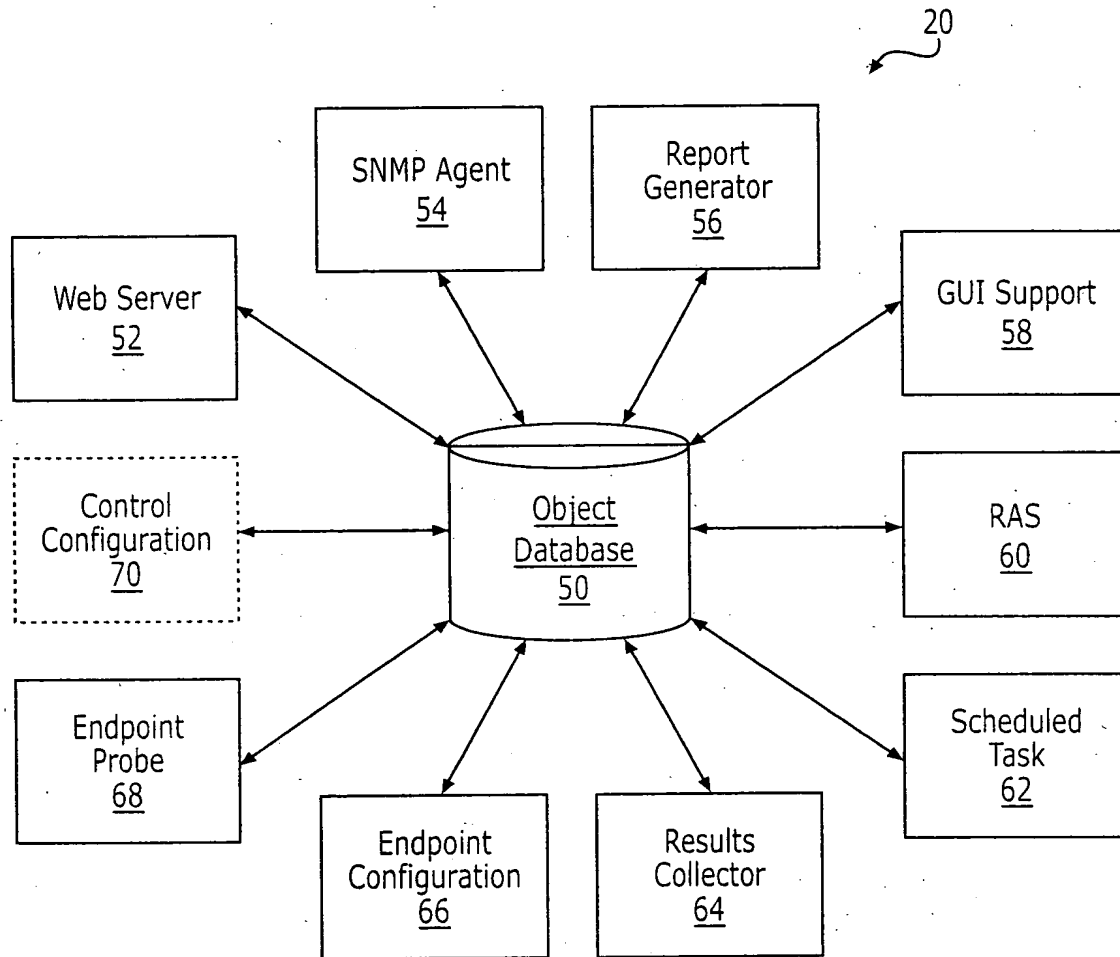 20
SNMP Agent
54
Report
Generator
56
Web Server
52
GUI Support
58
Control
Configuration
70
Object
Database
50
RAS
60
Endpoint
Probe
68
Scheduled
Task
62
Endpoint
Configuration
66
Results
Collector
64